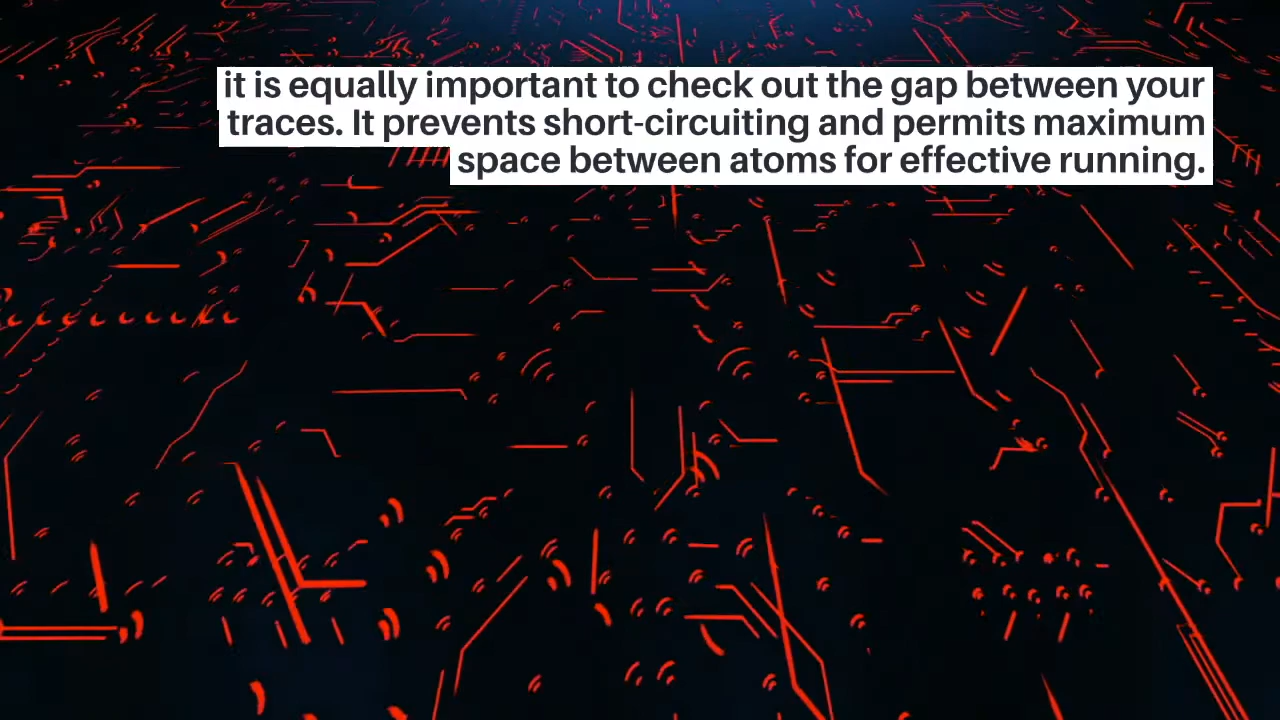 it is equally important to check out the gap between your
traces. It prevents short-circuiting and permits maximum
space between atoms for effective running.